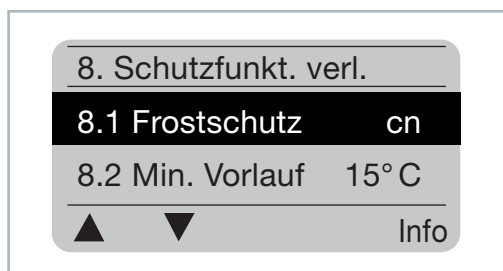 8. Schutzfunkt. verl.
8.1 Frostschutz cn
8.2 Min. Vorlauf 15° C
Info